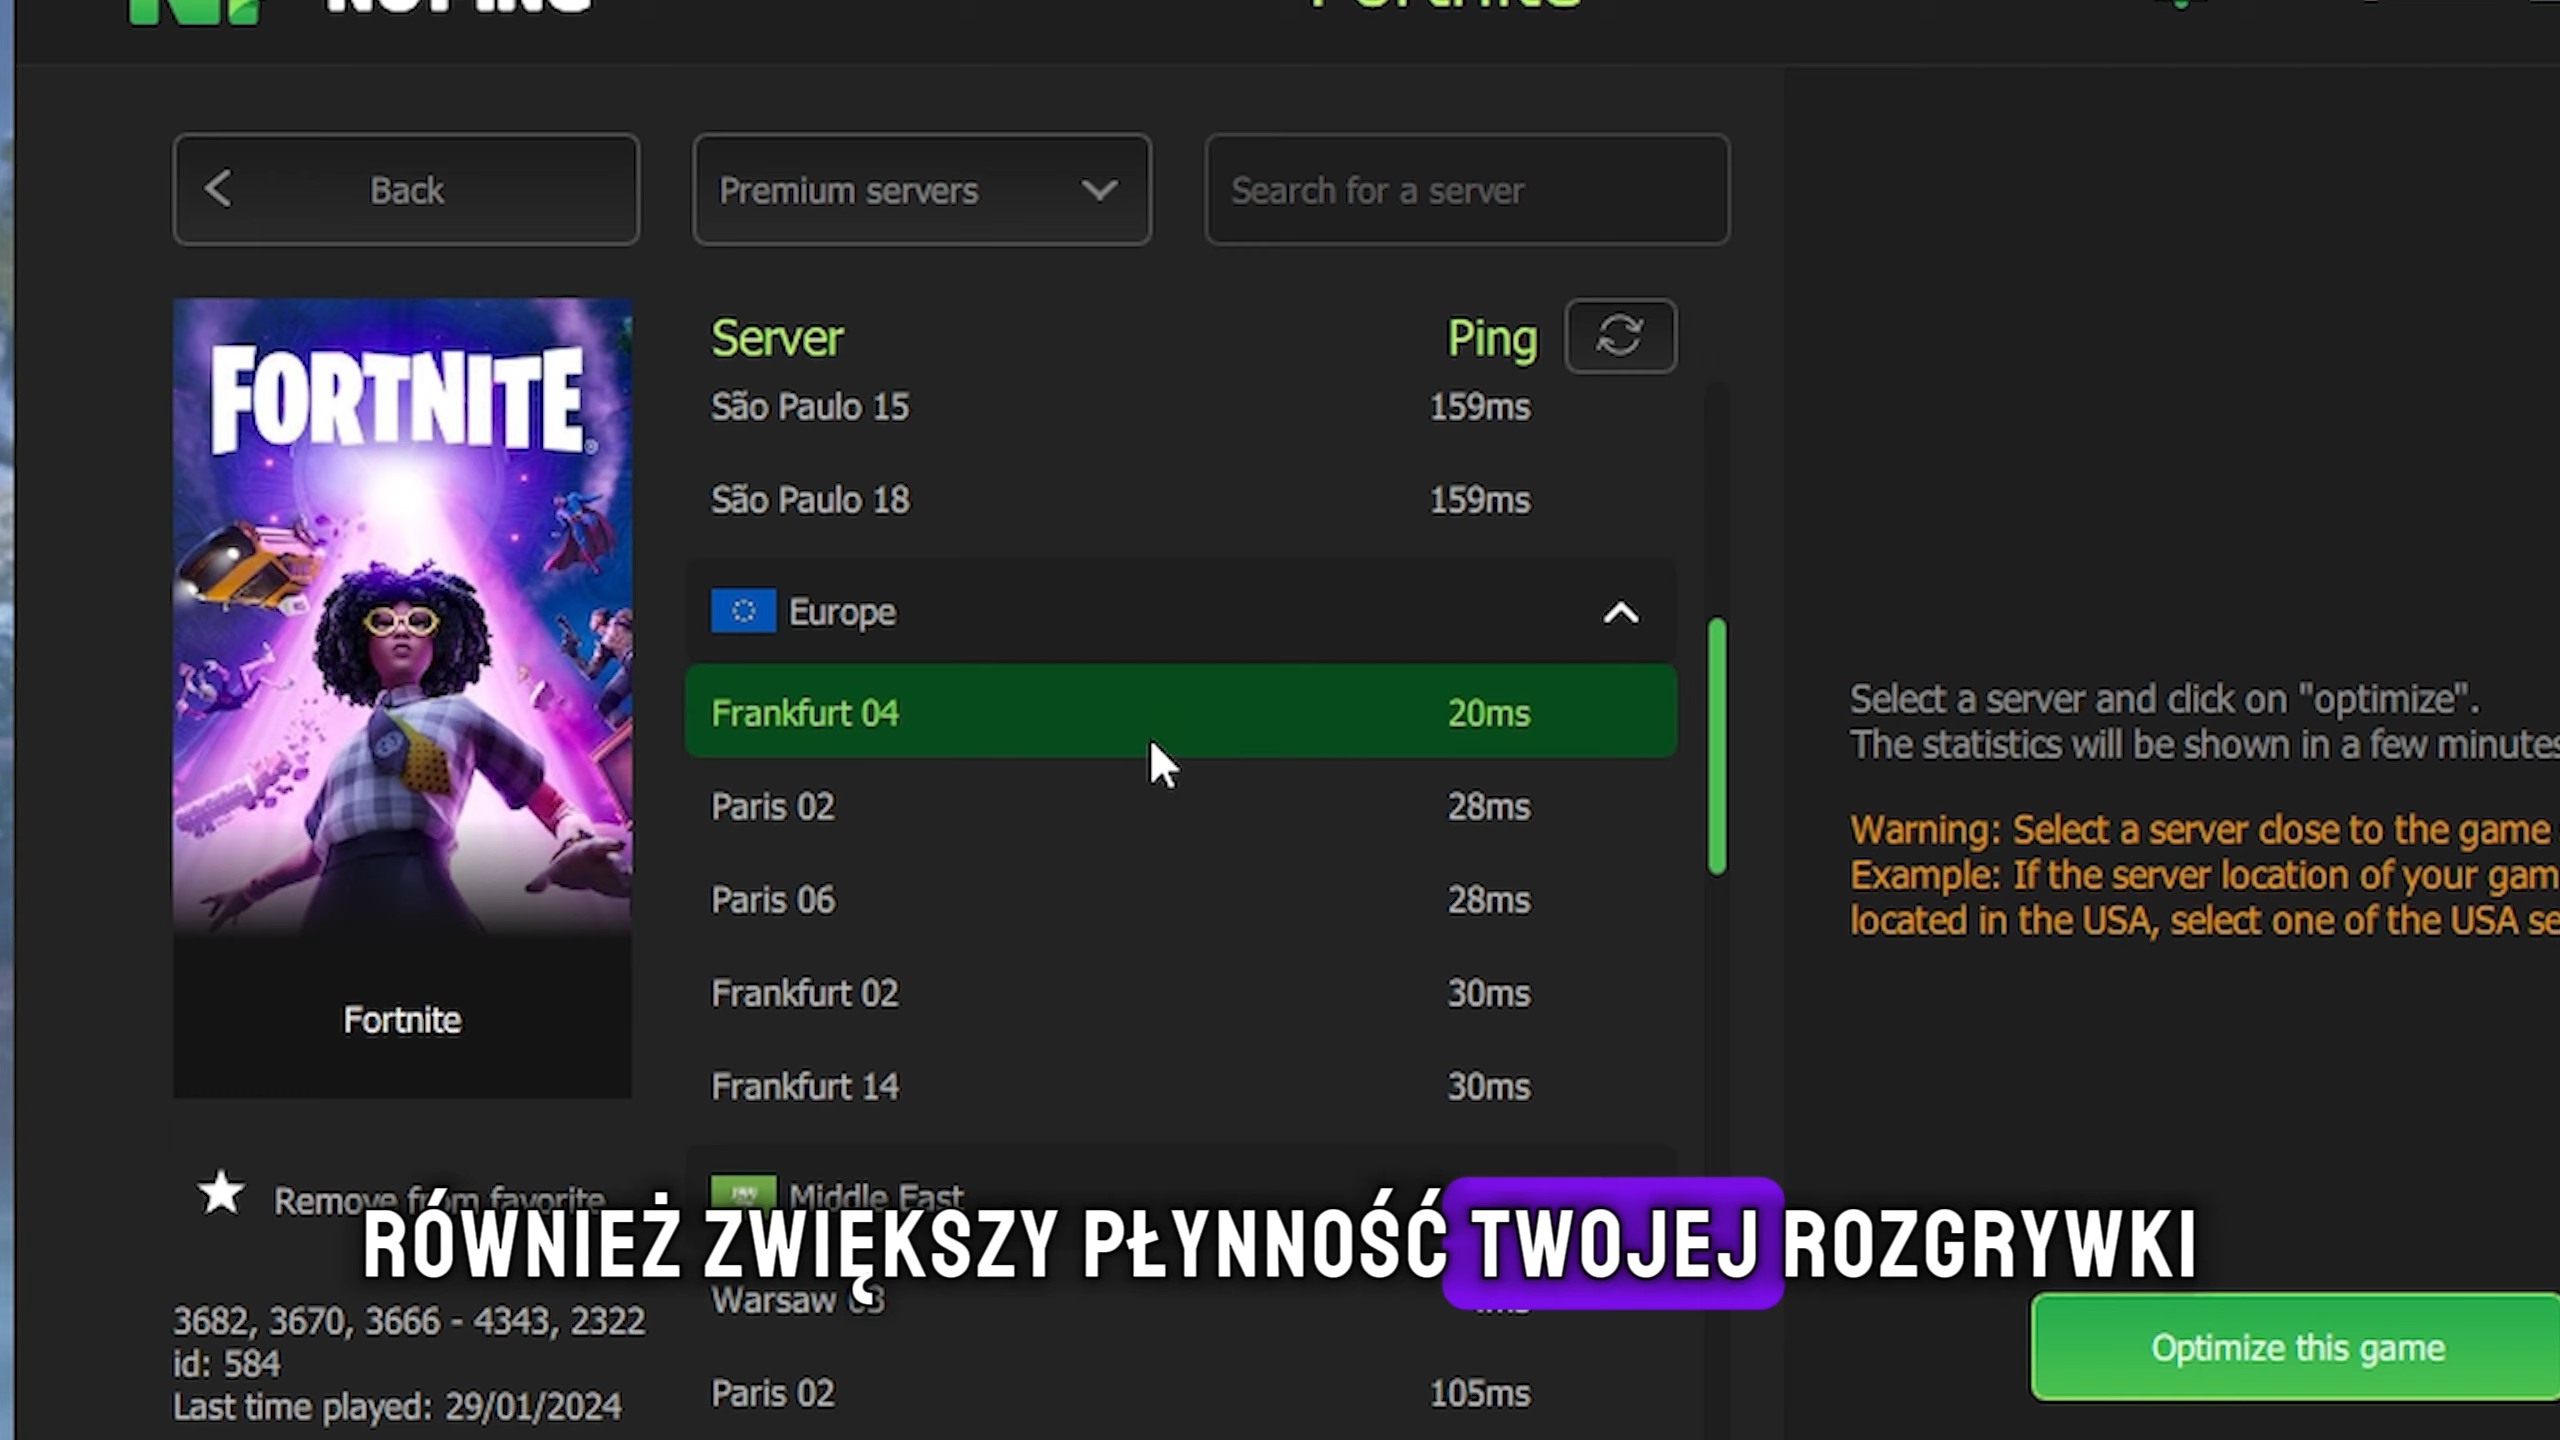 NOPING
Fortnite
Back
Premium servers
Search for a server
Server
Ping
São Paulo 15
159ms
São Paulo 18
159ms
Europe
Frankfurt 04
20ms
Paris 02
28ms
Paris 06
28ms
Frankfurt 02
30ms
Frankfurt 14
30ms
Middle East
Warsaw 03
Paris 02
105ms
FORTNITE
Fortnite
Remove from favorite
3682, 3670, 3666 - 4343, 2322
id: 584
Last time played: 29/01/2024
Select a server and click on "optimize".
The statistics will be shown in a few minutes
Warning: Select a server close to the game
Example: If the server location of your gam
located in the USA, select one of the USA se
RÓWNIEŻ ZWIĘKSZY PŁYNNOŚĆ TWOJEJ ROZGRYWKI
Optimize this game